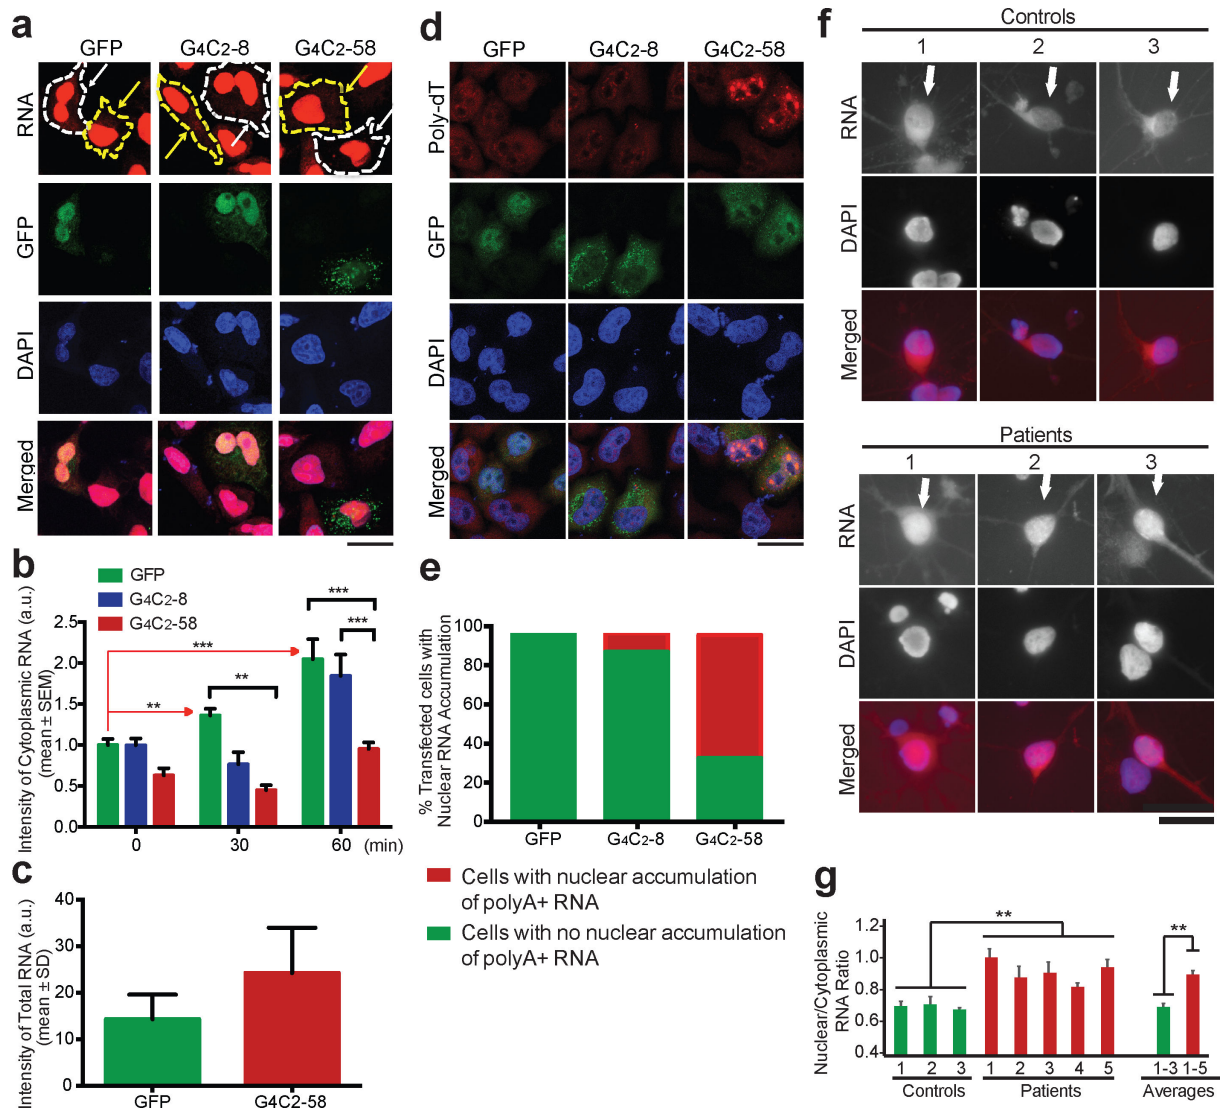 a
GFP G4C2-8 G4C2-58
RNA
GFP
DAPI
Merged
b
GFP
G4C2-8
G4C2-58
Intensity of Cytoplasmic RNA (a.u.)
(mean ± SEM)
2.5
2.0
1.5
1.0
0.5
0.0
***
**
**
***
***
0 30 60 (min)
c
Intensity of Total RNA (a.u.)
(mean ± SD)
40
30
20
10
0
GFP G4C2-58
d
GFP G4C2-8 G4C2-58
Poly-dT
GFP
DAPI
Merged
e
% Transfected cells with
Nuclear RNA Accumulation
100
80
60
40
20
0
GFP G4C2-8 G4C2-58
Cells with nuclear accumulation
of polyA+ RNA
Cells with no nuclear accumulation
of polyA+ RNA
f
Controls
1 2 3
RNA
DAPI
Merged
Patients
1 2 3
RNA
DAPI
Merged
g
Nuclear/Cytoplasmic
RNA Ratio
1.2
1.0
0.8
0.6
0.4
**
**
1 2 3 1 2 3 4 5 1-3 1-5
Controls Patients Averages